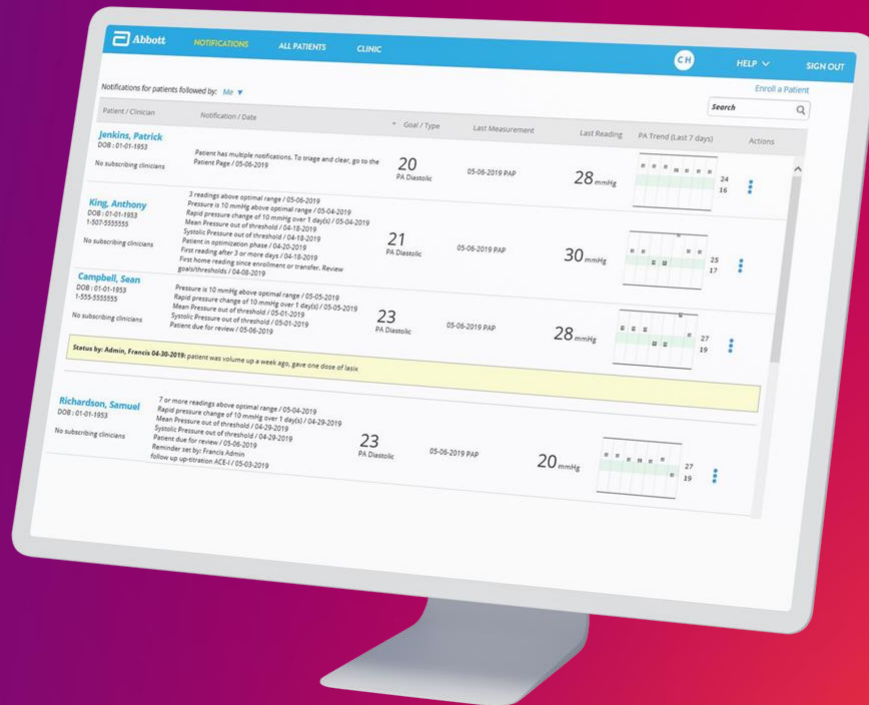 Abbott NOTIFICATIONS ALL PATIENTS CLINIC CH HELP SIGN OUT
Enroll a Patient
Notifications for patients followed by: Me
Search
Patient / Clinician Notification / Date Goal / Type Last Measurement Last Reading PA Trend (Last 7 days) Actions
Jenkins, Patrick
DOB : 01-01-1953
No subscribing clinicians
Patient has multiple notifications. To triage and clear, go to the
Patient Page / 05-06-2019
20
PA Diastolic
05-06-2019 PAP
28 mmHg
24
16
King, Anthony
DOB : 01-01-1953
1-507-5555555
No subscribing clinicians
3 readings above optimal range / 05-06-2019
Pressure is 10 mmHg above optimal range / 05-04-2019
Rapid pressure change of 10 mmHg over 1 day(s) / 05-04-2019
Mean Pressure out of threshold / 04-18-2019
Systolic Pressure out of threshold / 04-18-2019
Patient in optimization phase / 04-20-2019
First reading after 3 or more days / 04-18-2019
First home reading since enrollment or transfer. Review
goals/thresholds / 04-08-2019
21
PA Diastolic
05-06-2019 PAP
30 mmHg
25
17
Campbell, Sean
DOB : 01-01-1953
1-555-5555555
No subscribing clinicians
Pressure is 10 mmHg above optimal range / 05-05-2019
Rapid pressure change of 10 mmHg over 1 day(s) / 05-05-2019
Mean Pressure out of threshold / 05-01-2019
Systolic Pressure out of threshold / 05-01-2019
Patient due for review / 05-06-2019
23
PA Diastolic
05-06-2019 PAP
28 mmHg
27
19
Status by: Admin, Francis 04-30-2019: patient was volume up a week ago, gave one dose of lasix
Richardson, Samuel
DOB : 01-01-1953
No subscribing clinicians
7 or more readings above optimal range / 05-04-2019
Rapid pressure change of 10 mmHg over 1 day(s) / 04-29-2019
Mean Pressure out of threshold / 04-29-2019
Systolic Pressure out of threshold / 04-29-2019
Patient due for review / 05-06-2019
Reminder set by: Francis Admin
follow up up-titration ACE-I / 05-03-2019
23
PA Diastolic
05-06-2019 PAP
20 mmHg
27
19